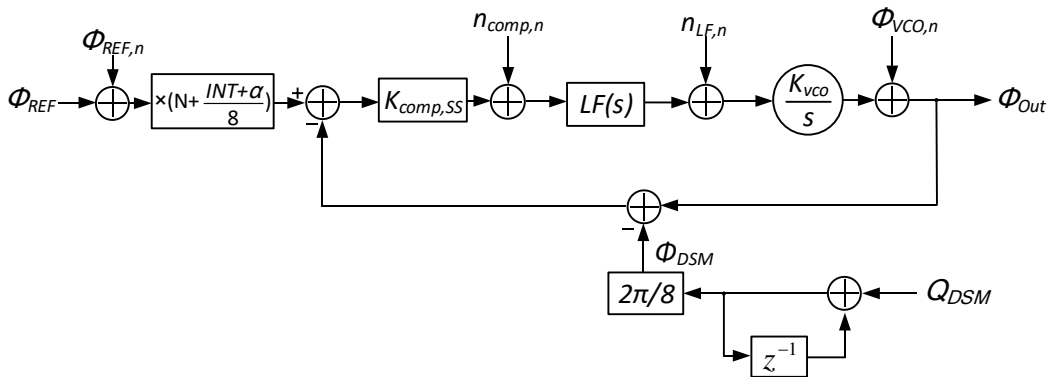 n_comp,n
n_LF,n
Φ_VCO,n
Φ_REF,n
Φ_REF
×(N+ INT+α/8)
+
−
K_comp,SS
LF(s)
K_vco/s
Φ_Out
−
Φ_DSM
2π/8
Q_DSM
z^−1